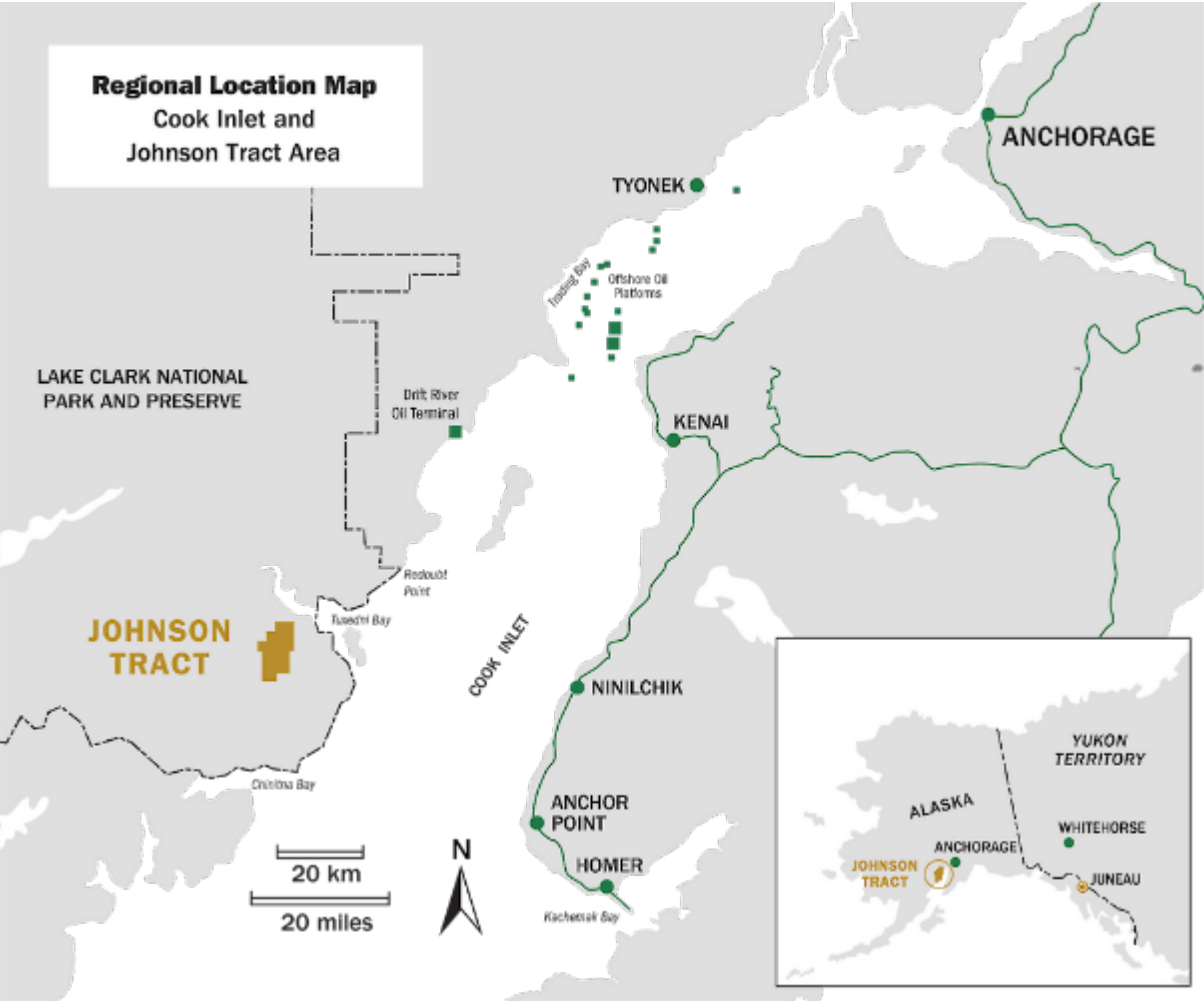 Regional Location Map
Cook Inlet and
Johnson Tract Area
ANCHORAGE
TYONEK
Trading Bay
Offshore Oil
Platforms
LAKE CLARK NATIONAL
PARK AND PRESERVE
Drift River
Oil Terminal
KENAI
Redoubt
Point
Tuxedni Bay
JOHNSON
TRACT
COOK INLET
NINILCHIK
Chinitna Bay
ANCHOR
POINT
HOMER
Kachemak Bay
20 km
20 miles
N
YUKON
TERRITORY
ALASKA
WHITEHORSE
ANCHORAGE
JOHNSON
TRACT
JUNEAU